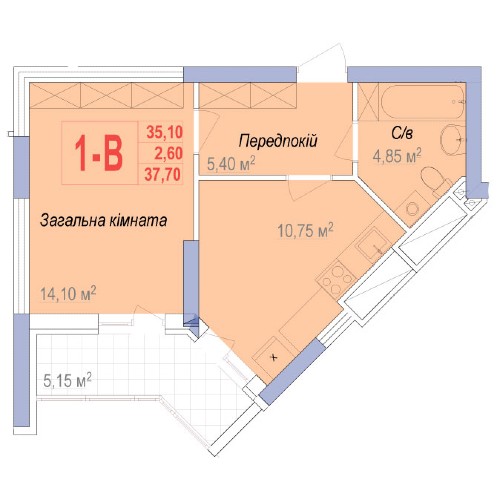 1-В
35,10
2,60
37,70
Передпокій
5,40 м²
С/в
4,85 м²
Загальна кімната
14,10 м²
10,75 м²
5,15 м²
x